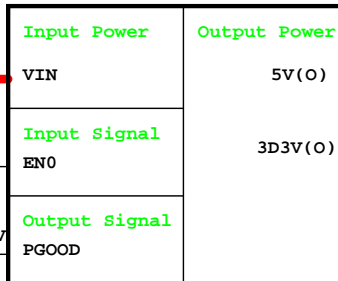 Input Power
VIN
Input Signal
EN0
Output Signal
PGOOD
Output Power
5V(O)
3D3V(O)